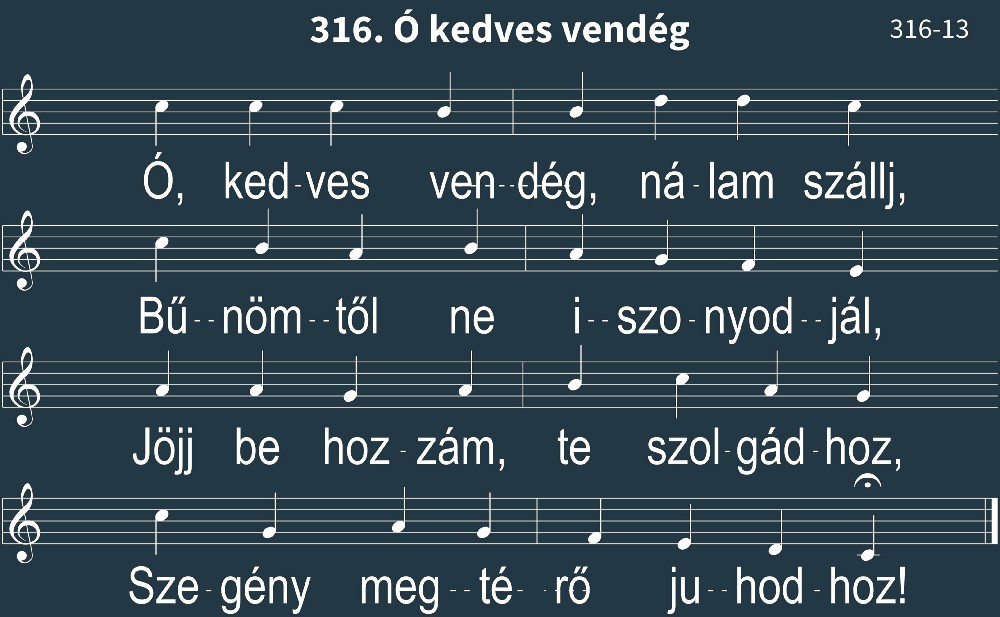 316. Ó kedves vendég
316-13
Ó, ked-ves ven--dég, ná-lam szállj,
Bű--nöm--től ne i--szo-nyod--jál,
Jöjj be hoz-zám, te szol-gád-hoz,
Sze-gény meg--té--rő ju--hod-hoz!